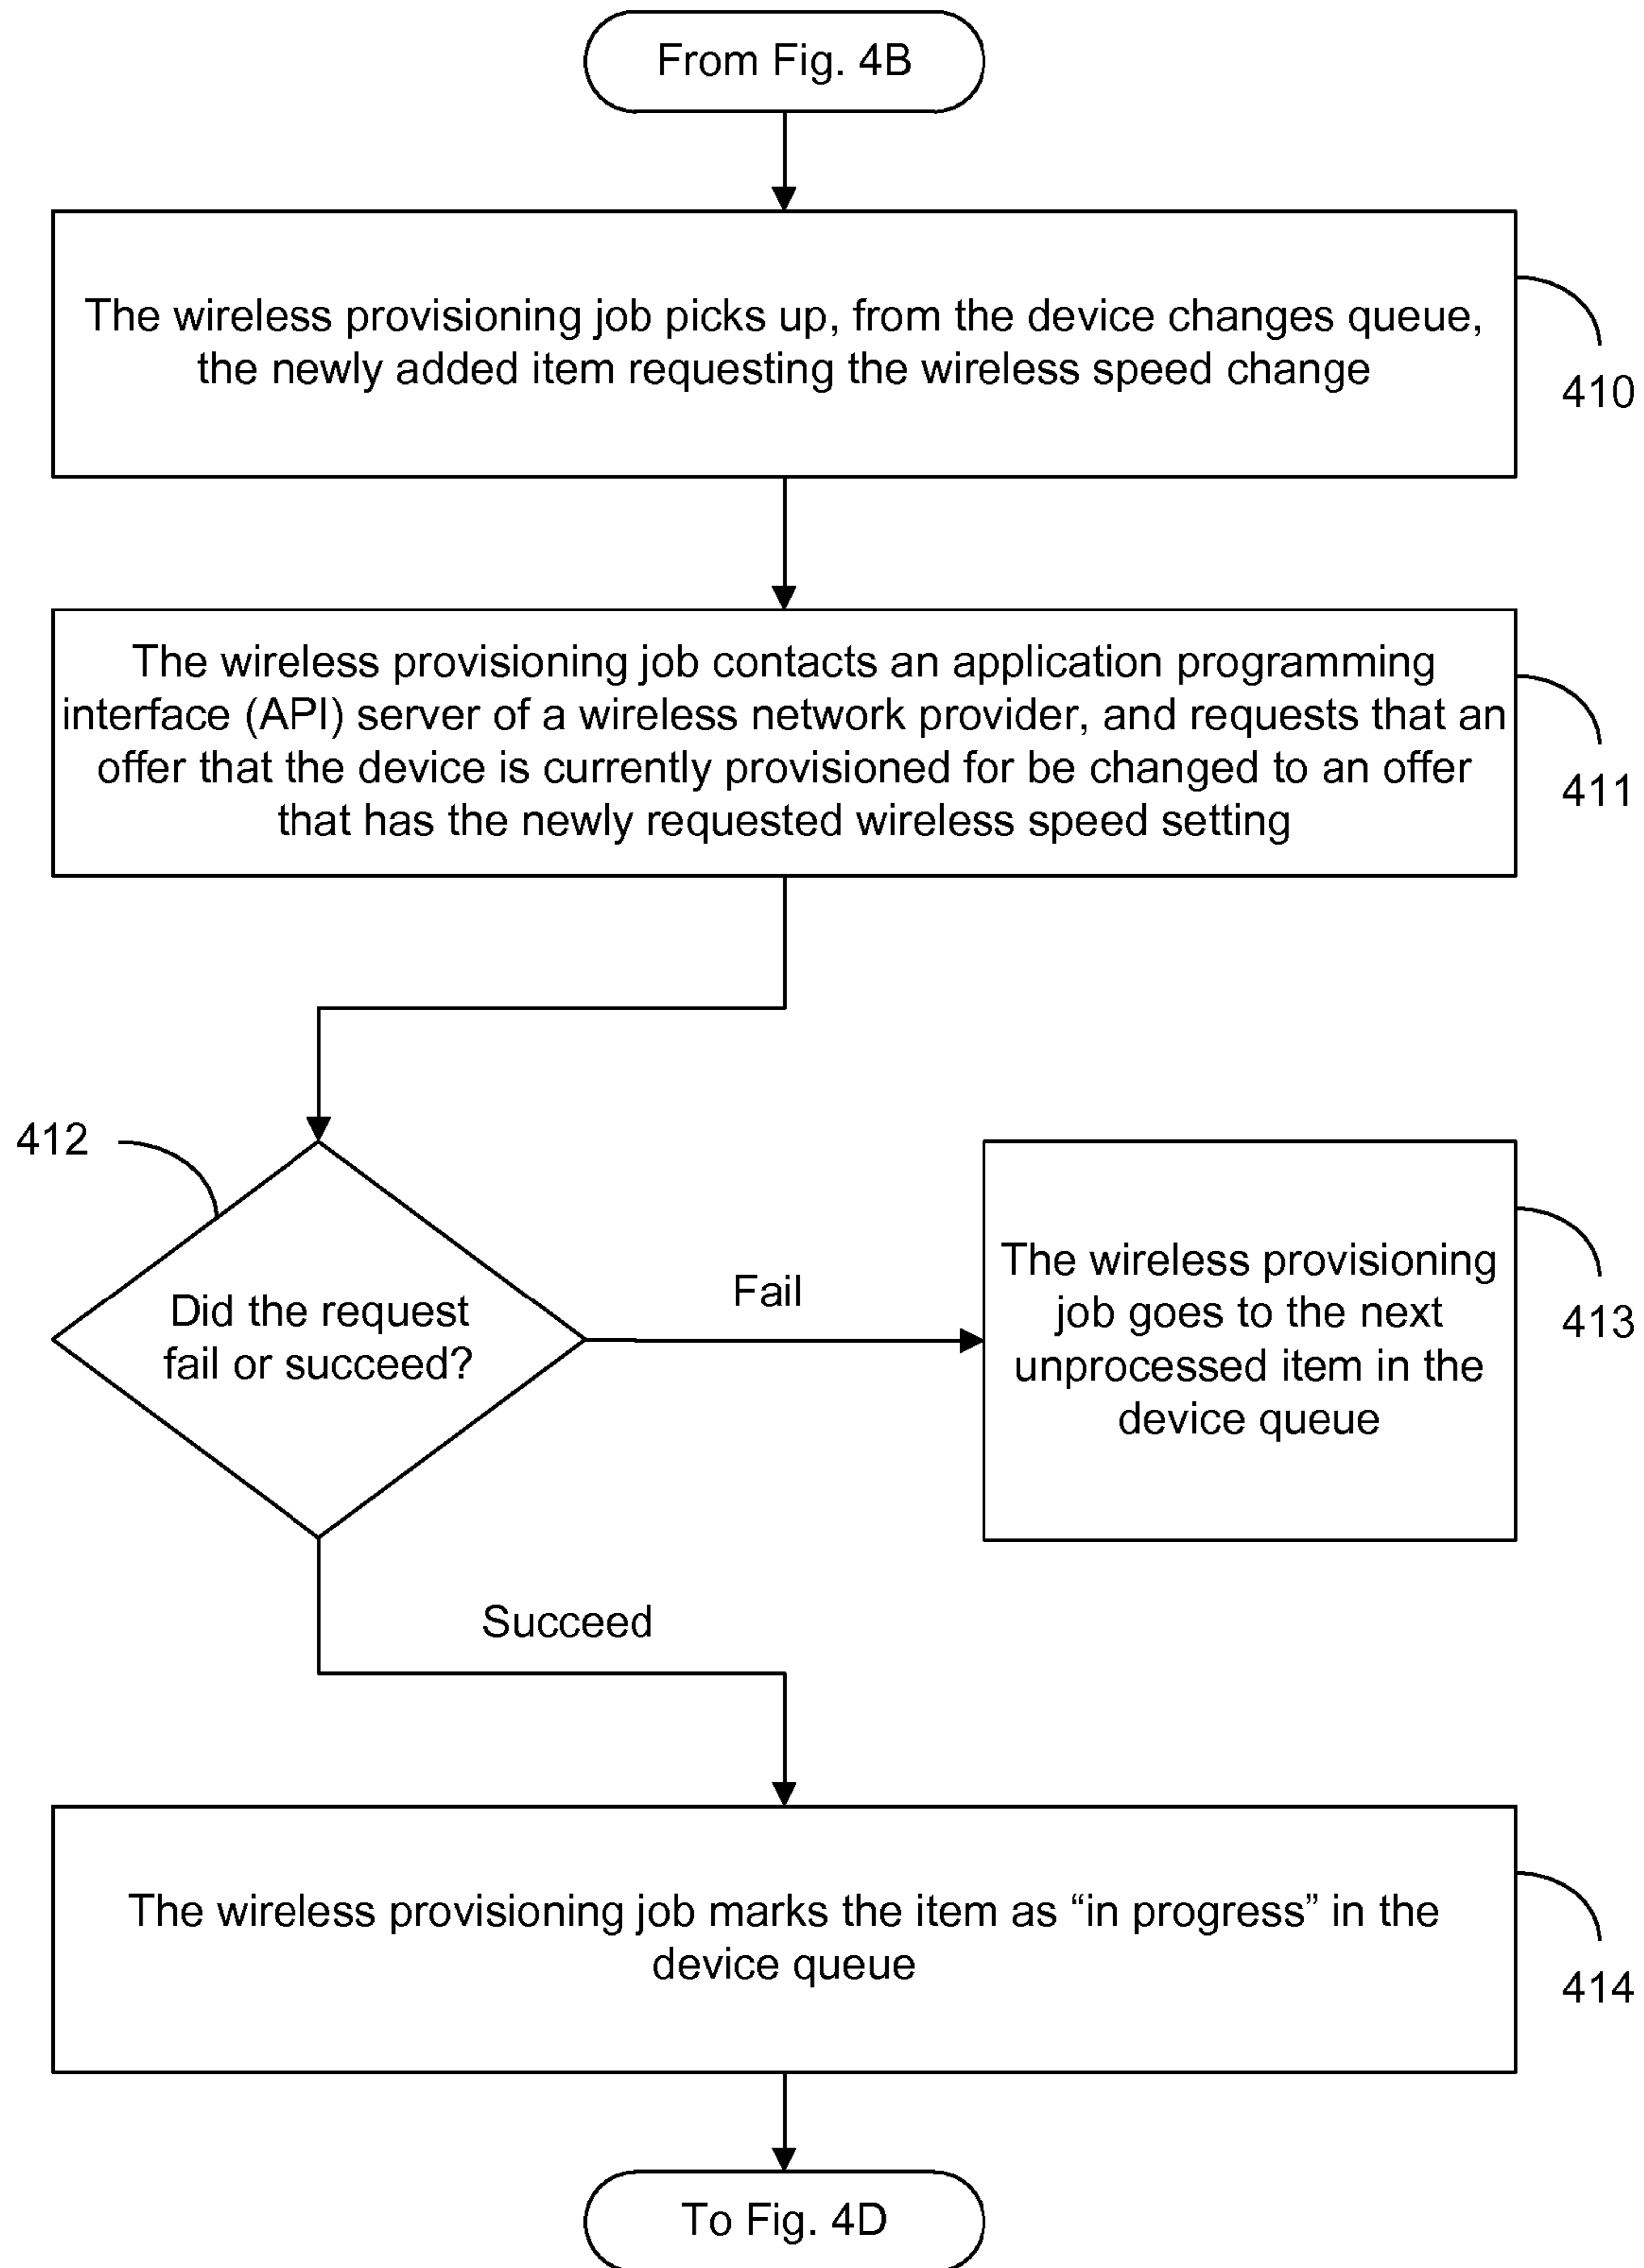 From Fig. 4B
The wireless provisioning job picks up, from the device changes queue,
the newly added item requesting the wireless speed change
410
The wireless provisioning job contacts an application programming
interface (API) server of a wireless network provider, and requests that an
offer that the device is currently provisioned for be changed to an offer
that has the newly requested wireless speed setting
411
412
Did the request
fail or succeed?
Fail
The wireless provisioning
job goes to the next
unprocessed item in the
device queue
413
Succeed
The wireless provisioning job marks the item as “in progress” in the
device queue
414
To Fig. 4D